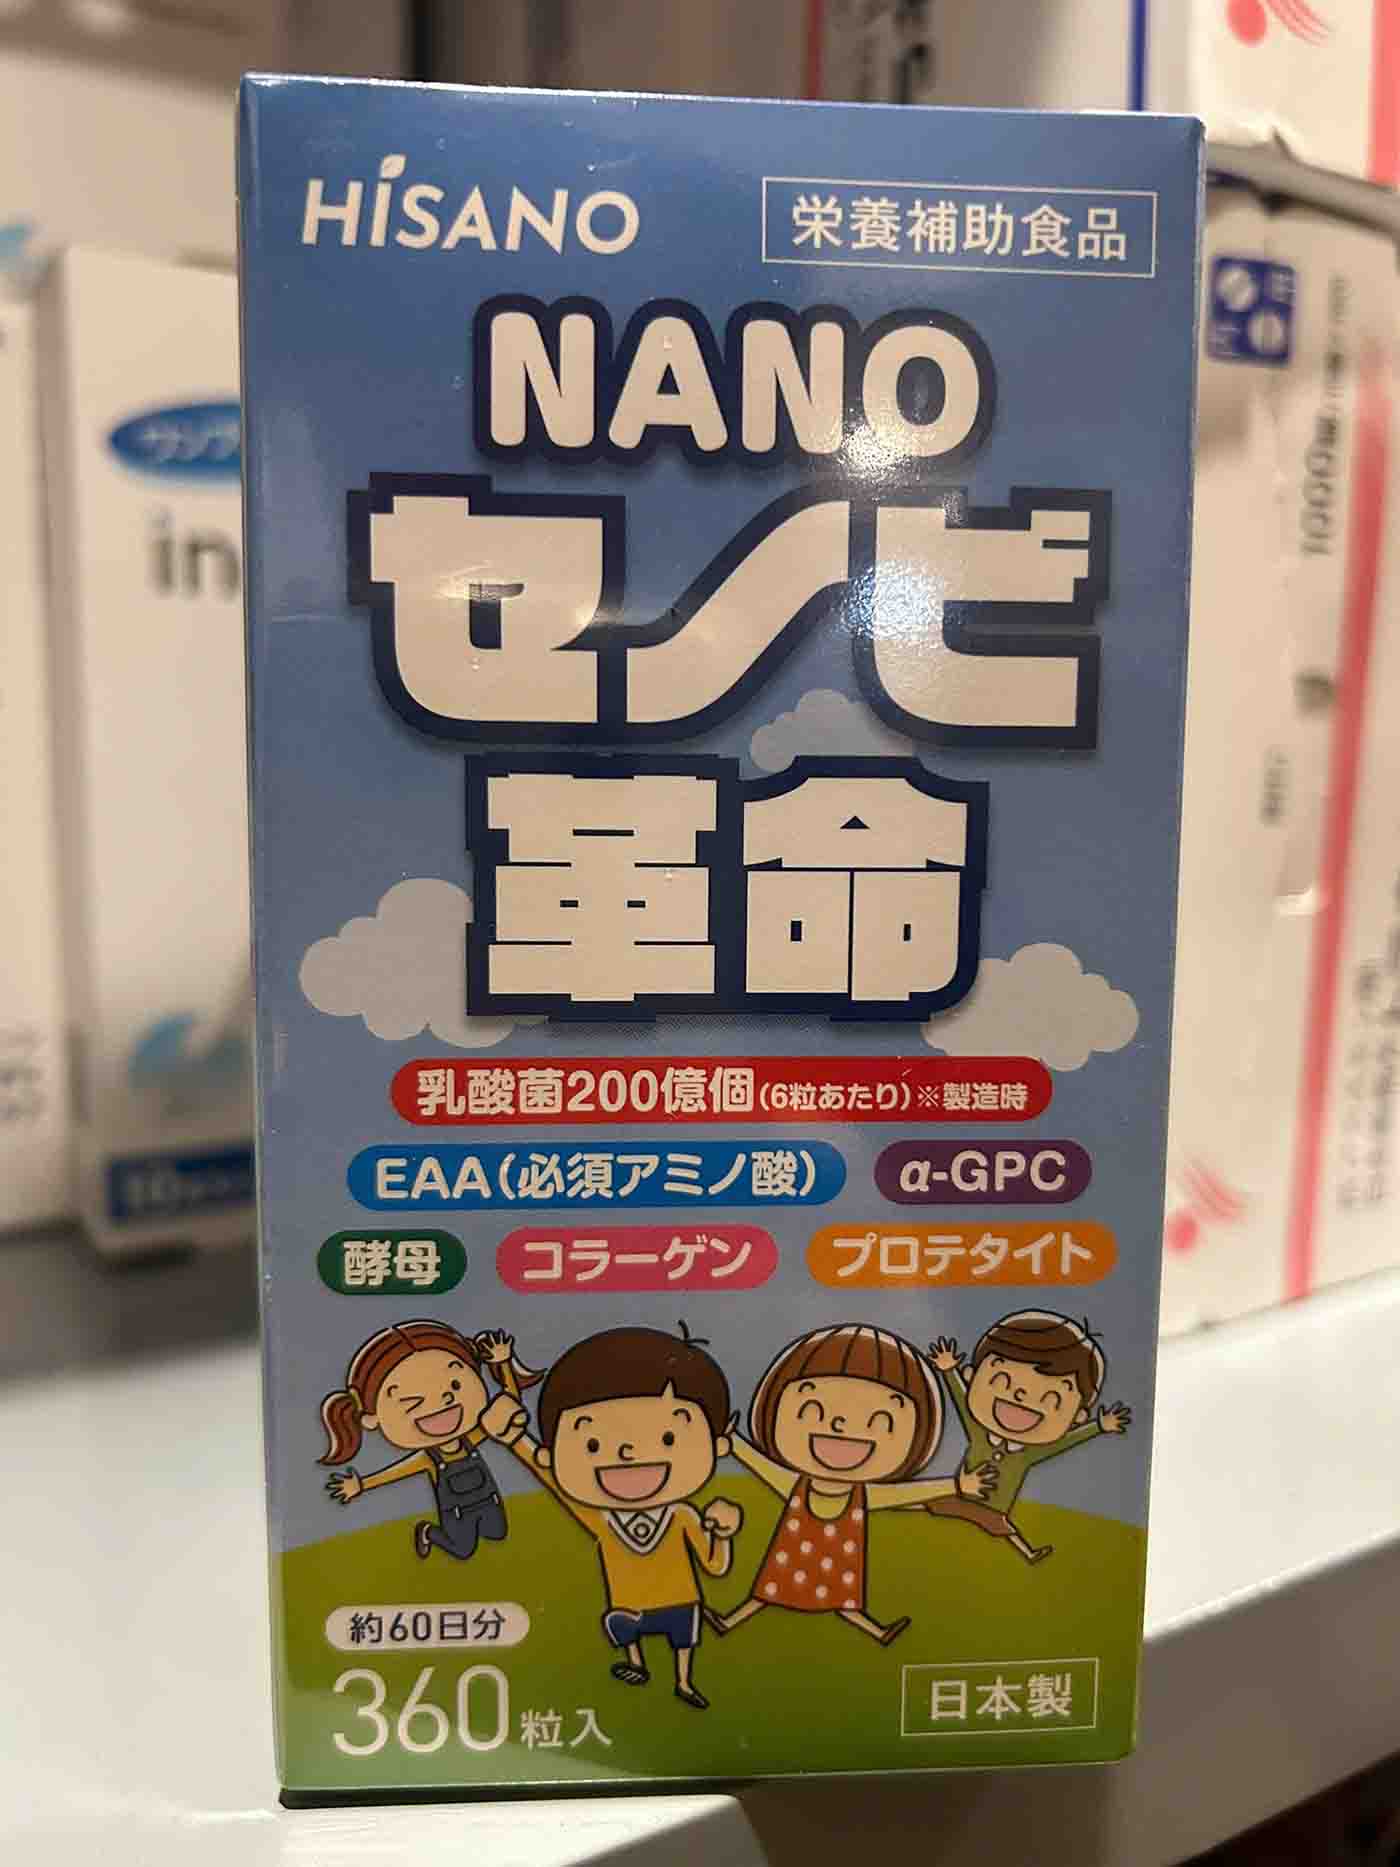 HiSANO
栄養補助食品
NANO
セノビ
革命
乳酸菌200億個(6粒あたり)※製造時
EAA(必須アミノ酸)
α-GPC
酵母
コラーゲン
プロテタイト
約60日分
360粒入
日本製
in